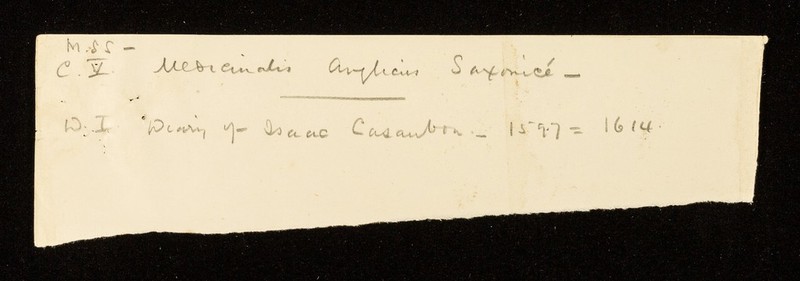 M.SS -
C. V. Medicinalis Anglicus Saxonicé -
D. I Diary of Isaac Casaubon - 1597 = 1614.